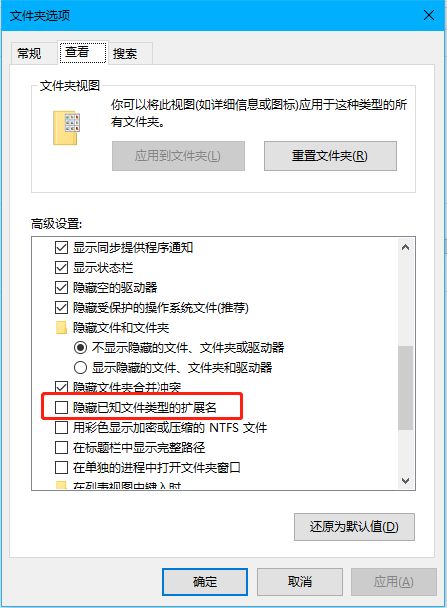 文件夹选项
常规
查看
搜索
文件夹视图
你可以将此视图(如详细信息或图标)应用于这种类型的所
有文件夹。
应用到文件夹(L)
重置文件夹(R)
高级设置:
显示同步提供程序通知
显示状态栏
隐藏空的驱动器
隐藏受保护的操作系统文件(推荐)
隐藏文件和文件夹
不显示隐藏的文件、文件夹或驱动器
显示隐藏的文件、文件夹和驱动器
隐藏文件夹合并冲突
隐藏已知文件类型的扩展名
用彩色显示加密或压缩的 NTFS 文件
在标题栏中显示完整路径
在单独的进程中打开文件夹窗口
在列表视图中键入时
还原为默认值(D)
确定
取消
应用(A)